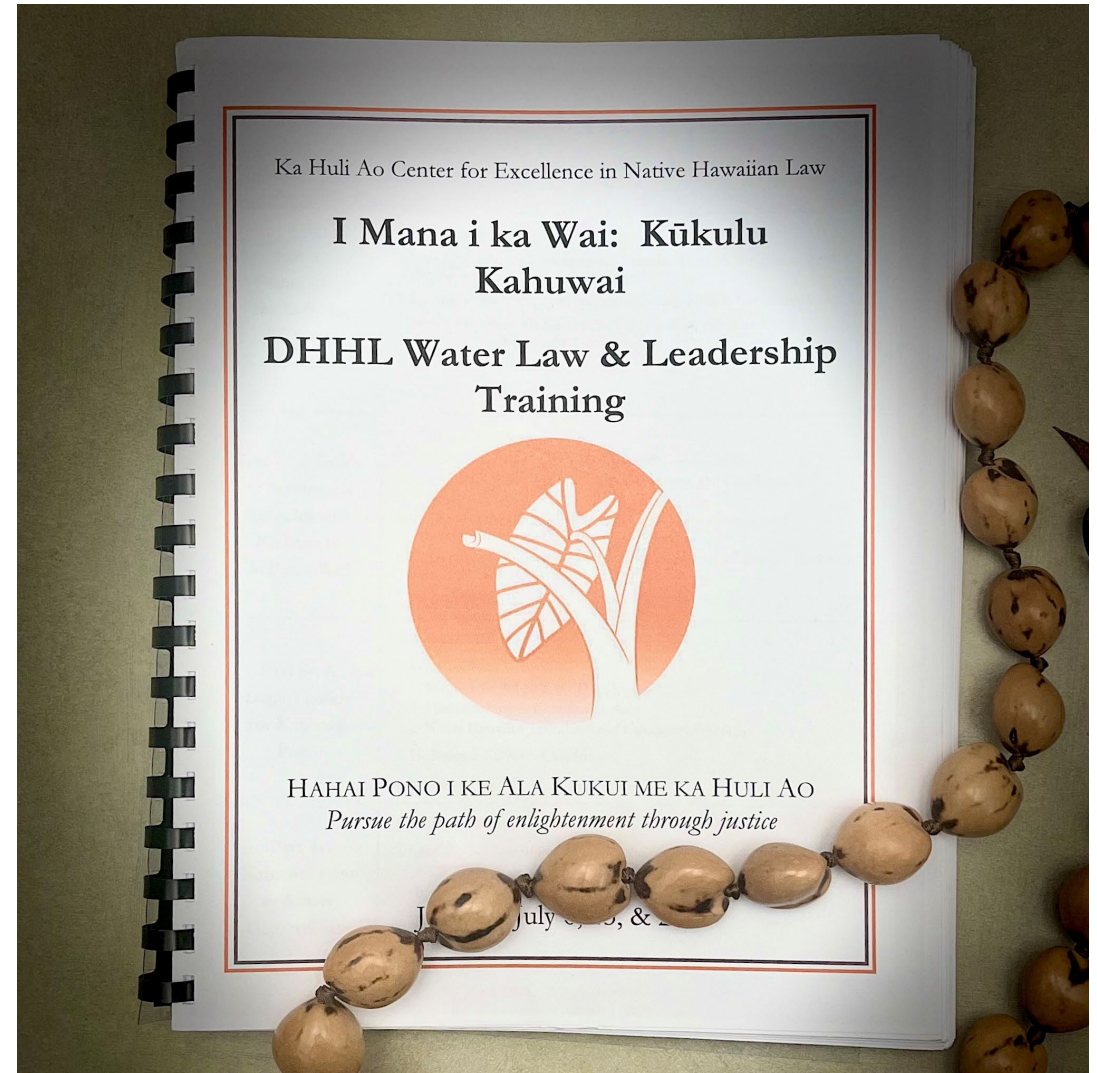 Ka Huli Ao Center for Excellence in Native Hawaiian Law
I Mana i ka Wai: Kūkulu
Kahuwai
DHHL Water Law & Leadership
Training
HAHAI PONO I KE ALA KUKUI ME KA HULI AO
Pursue the path of enlightenment through justice
July &